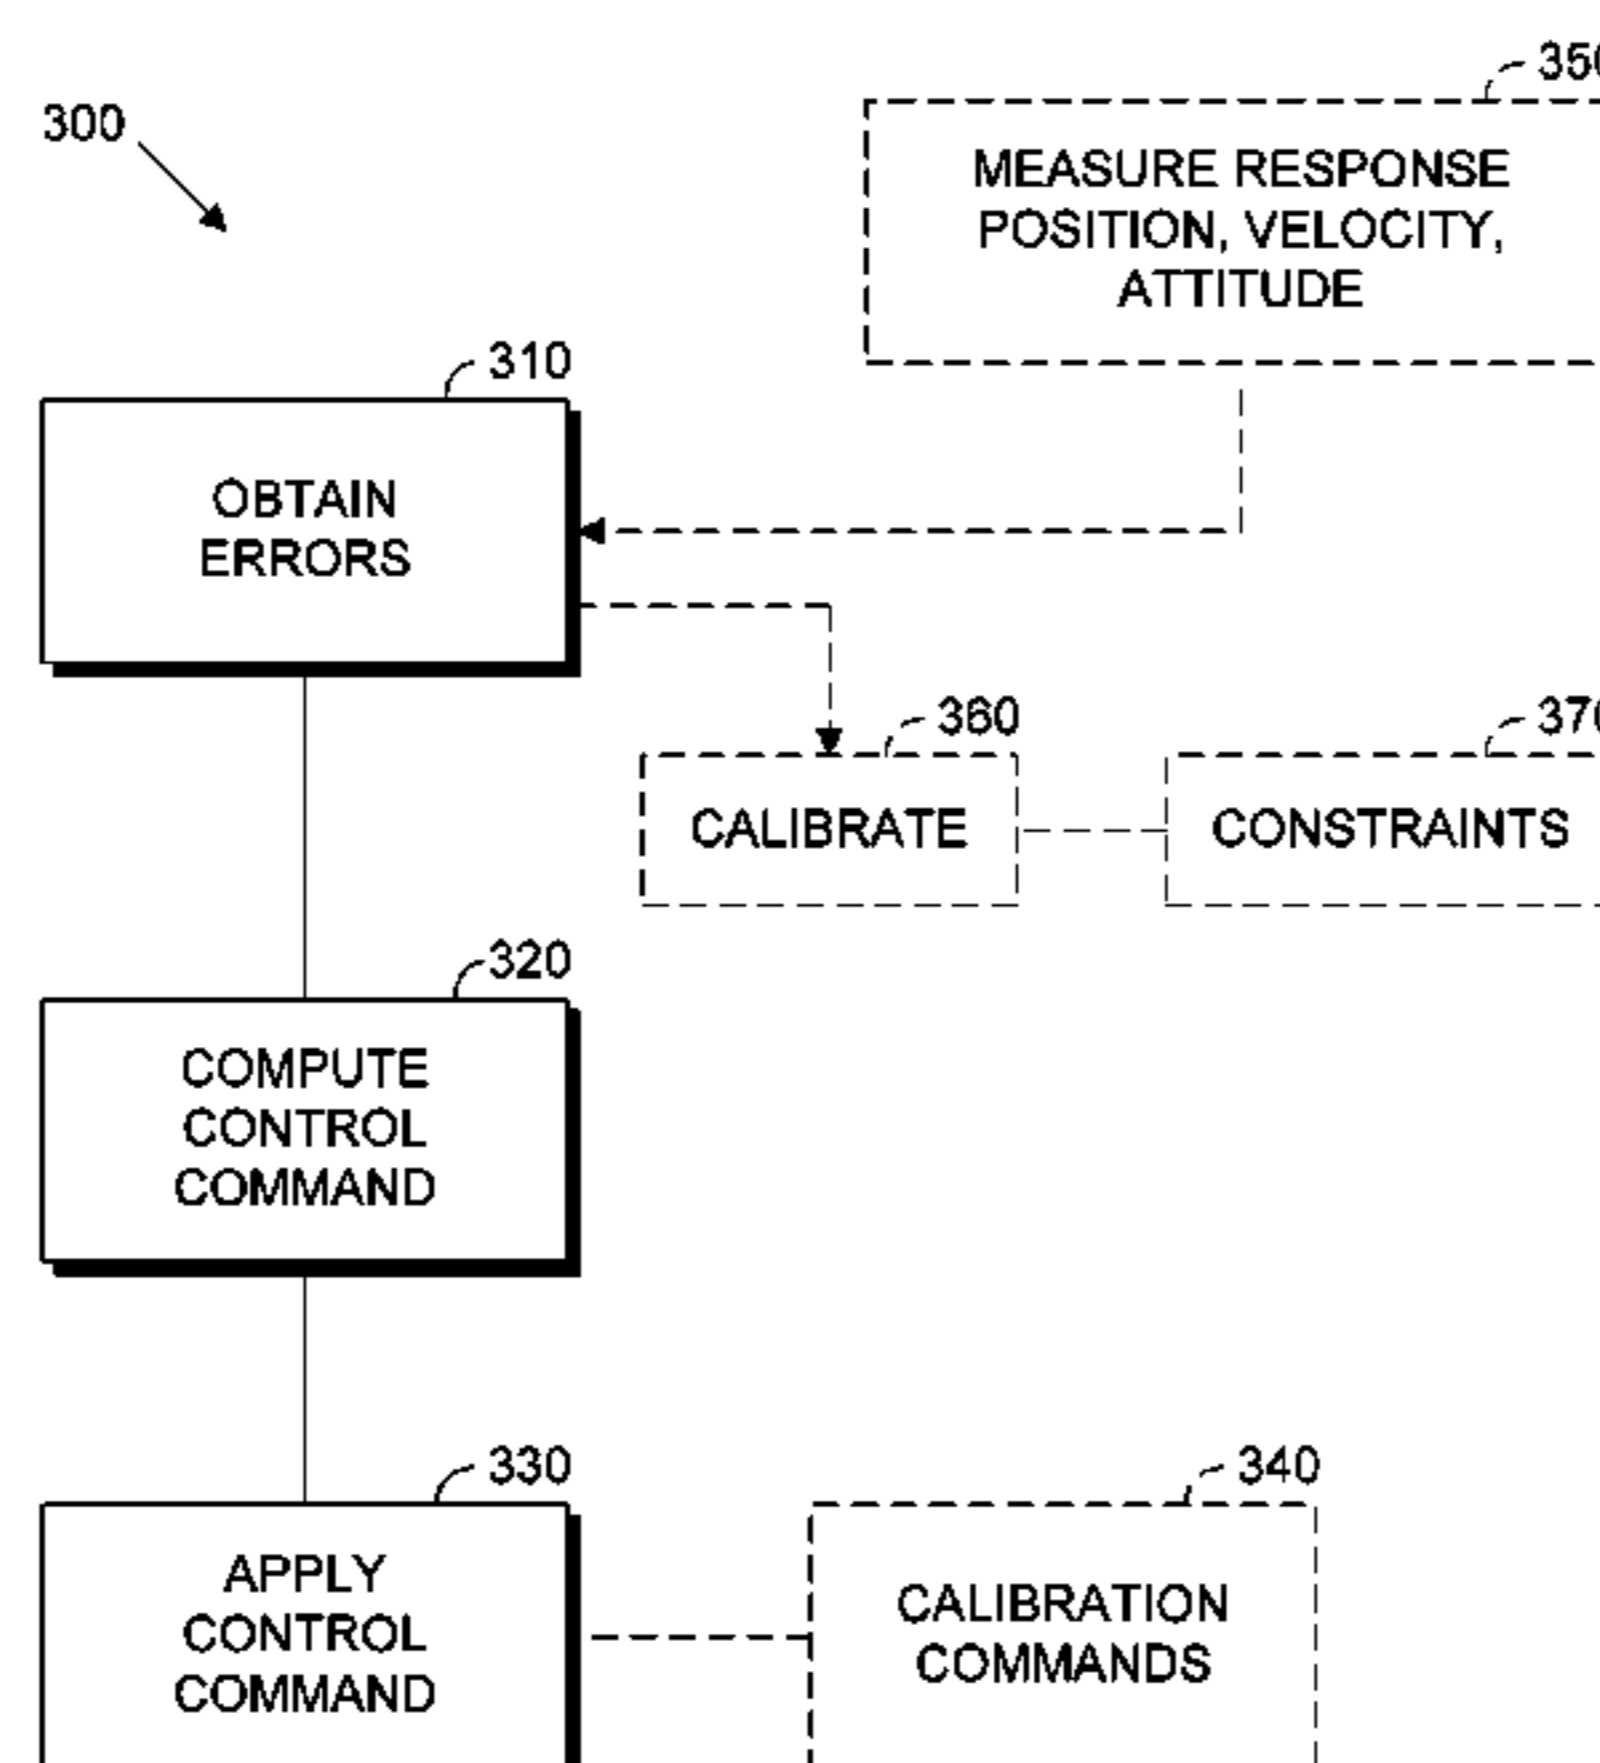 350
300
MEASURE RESPONSE
POSITION, VELOCITY,
ATTITUDE
310
OBTAIN
ERRORS
360
370
CALIBRATE
CONSTRAINTS
320
COMPUTE
CONTROL
COMMAND
330
340
APPLY
CONTROL
COMMAND
CALIBRATION
COMMANDS